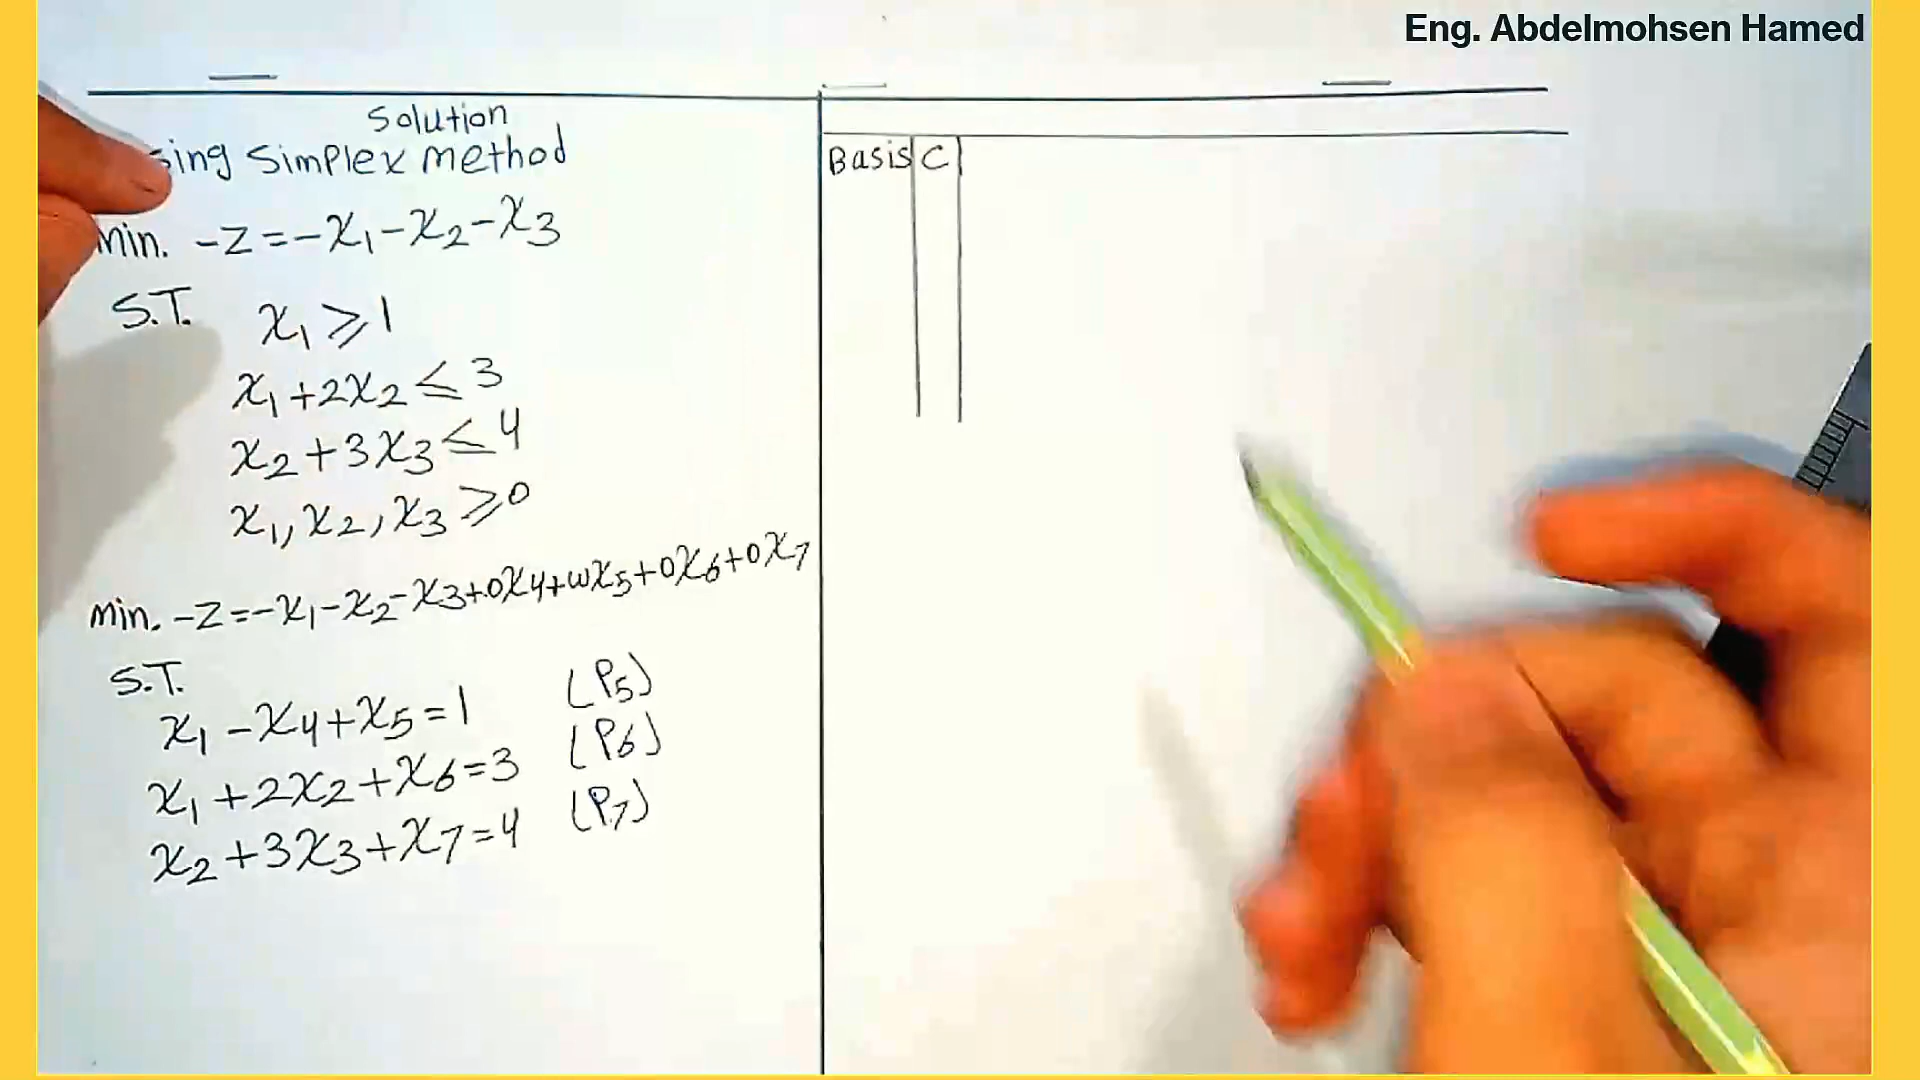 Eng. Abdelmohsen Hamed
Solution
sing Simplex method
Min. -Z=-X1-X2-X3
S.T.
X1≥1
X1+2X2≤3
X2+3X3≤4
X1,X2,X3≥0
Min. -Z=-X1-X2-X3+0X4+wX5+0X6+0X7
S.T.
X1-X4+X5=1 (P5)
X1+2X2+X6=3 (P6)
X2+3X3+X7=4 (P7)
Basis C